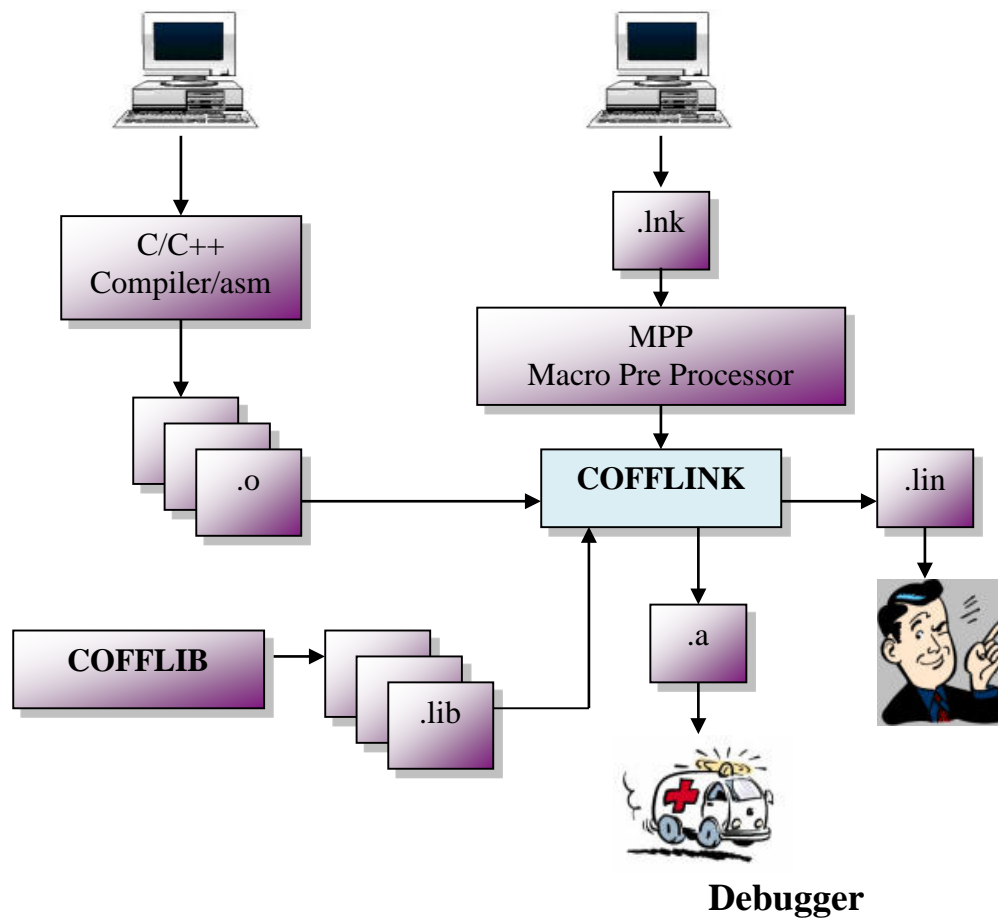 .lnk
C/C++
Compiler/asm
MPP
Macro Pre Processor
.o
COFFLINK
.lin
.a
COFFLIB
.lib
Debugger